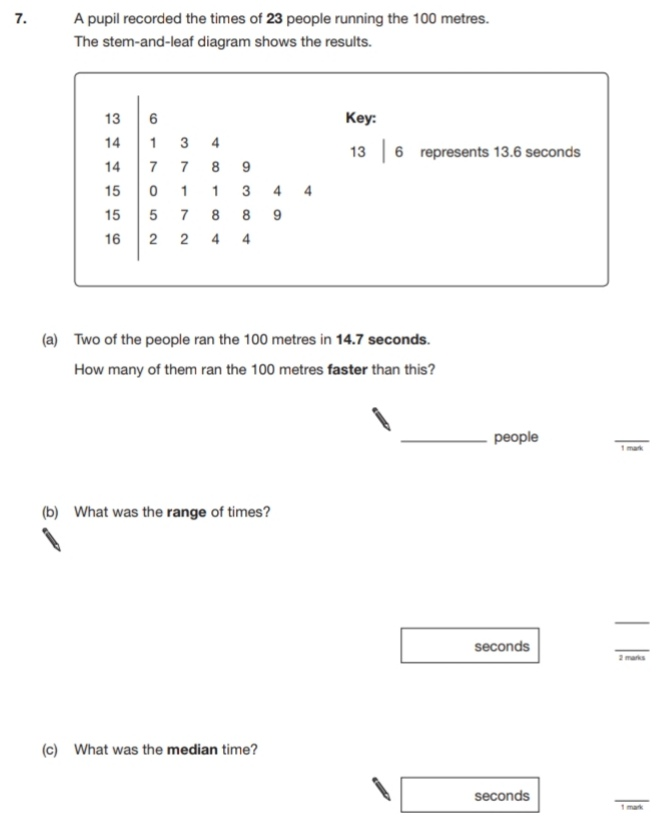 7. A pupil recorded the times of 23 people running the 100 metres.
The stem-and-leaf diagram shows the results.
13 6
14 1 3 4
14 7 7 8 9
15 0 1 1 3 4 4
15 5 7 8 8 9
16 2 2 4 4
Key:
13 | 6 represents 13.6 seconds
(a) Two of the people ran the 100 metres in 14.7 seconds.
How many of them ran the 100 metres faster than this?
people
1 mark
(b) What was the range of times?
seconds
2 marks
(c) What was the median time?
seconds
1 mark